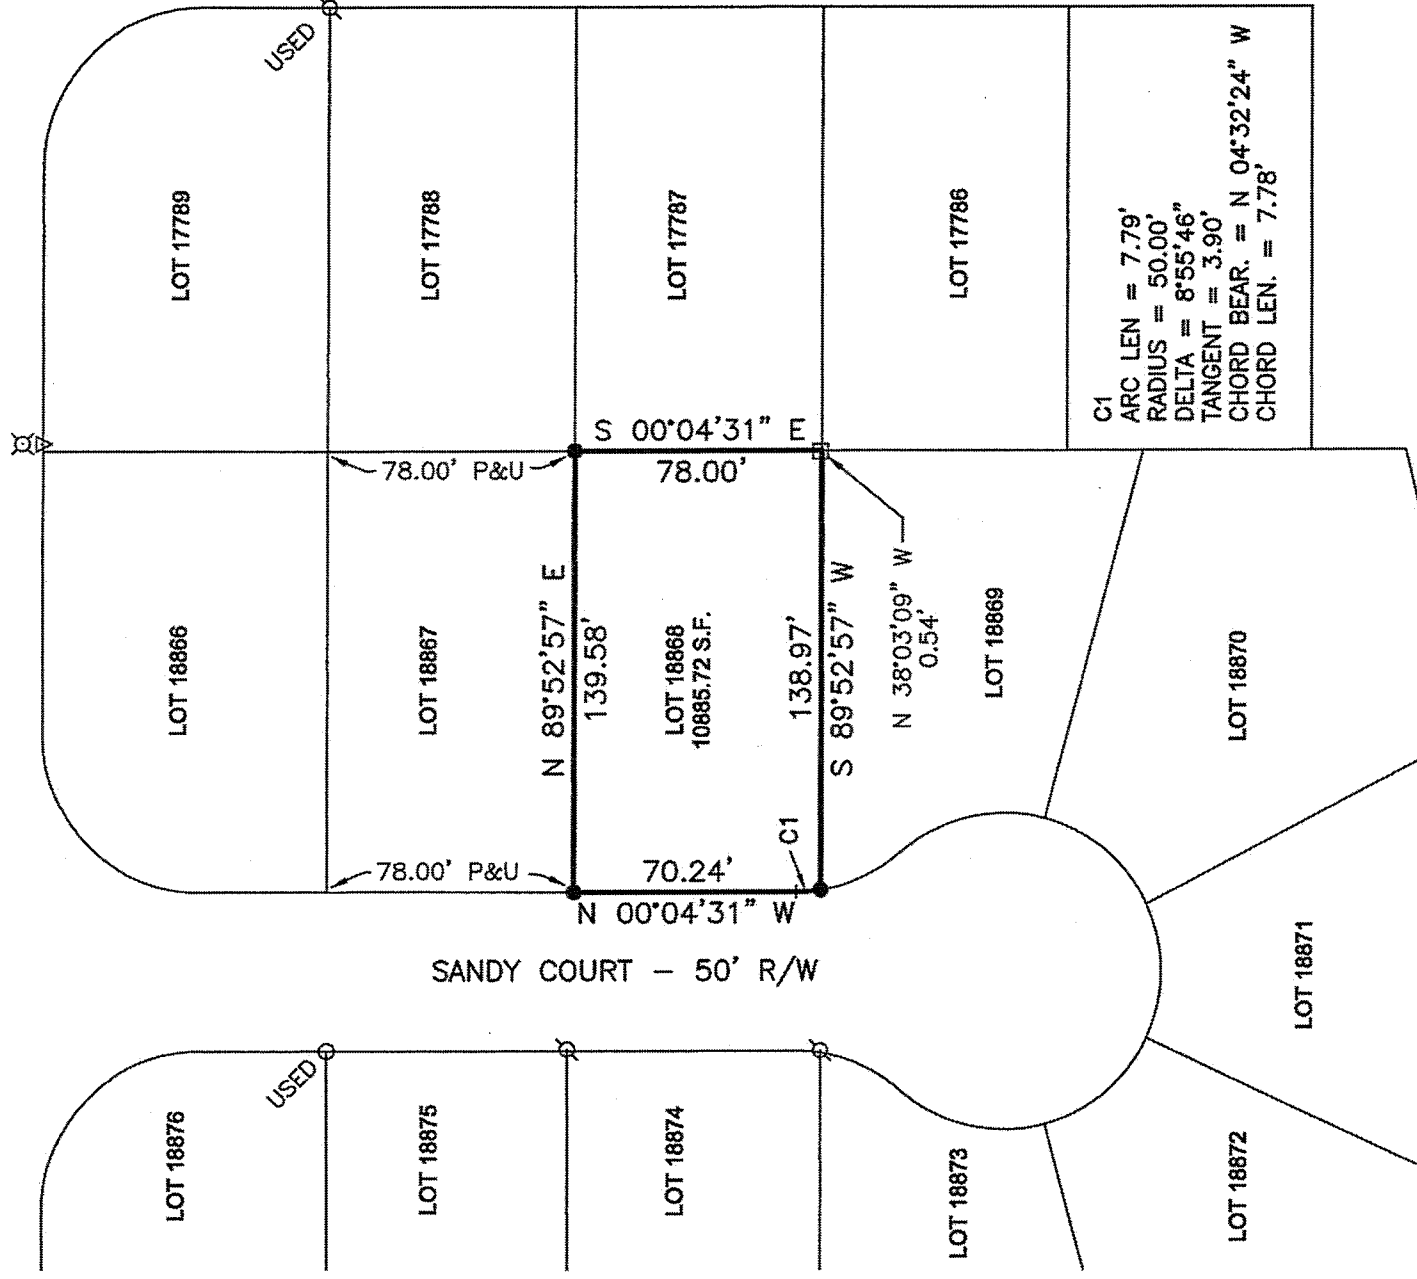 USED
LOT 17789
LOT 17788
LOT 17787
LOT 17786
C1
ARC LEN = 7.79'
RADIUS = 50.00'
DELTA = 8°55'46"
TANGENT = 3.90'
CHORD BEAR. = N 04°32'24" W
CHORD LEN. = 7.78'
78.00' P&U
S 00°04'31" E
78.00'
LOT 18866
LOT 18867
N 89°52'57" E
139.58'
LOT 18868
10885.72 S.F.
138.97'
S 89°52'57" W
N 38°03'09" W
0.54'
LOT 18869
LOT 18870
78.00' P&U
70.24'
C1
N 00°04'31" W
SANDY COURT – 50' R/W
LOT 18871
USED
LOT 18876
LOT 18875
LOT 18874
LOT 18873
LOT 18872